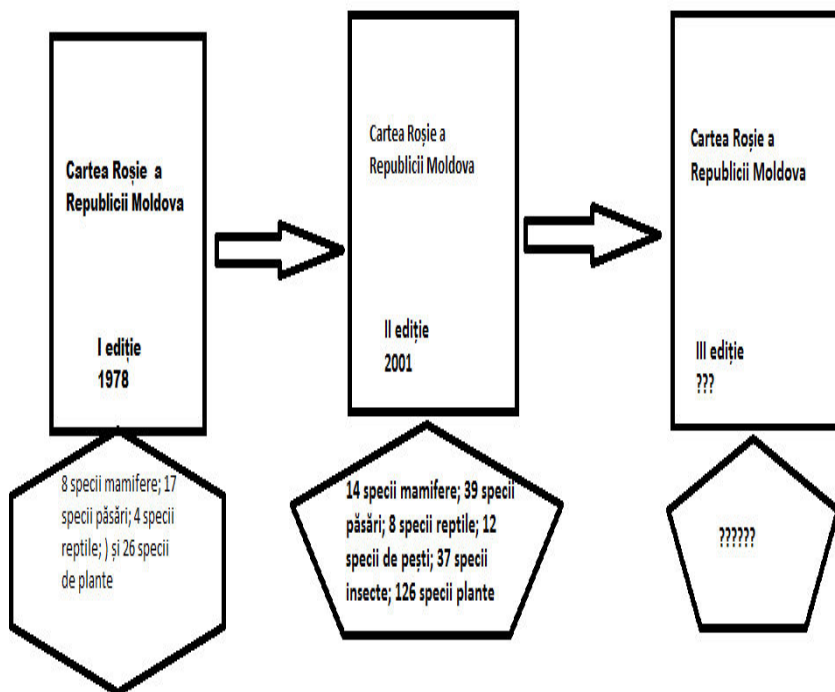 Cartea Roșie a
Republicii Moldova
I ediție
1978
8 specii mamifere; 17
specii păsări; 4 specii
reptile; ) și 26 specii
de plante
Cartea Roșie a
Republicii Moldova
II ediție
2001
14 specii mamifere; 39 specii
păsări; 8 specii reptile; 12
specii de pești; 37 specii
insecte; 126 specii plante
Cartea Roșie a
Republicii Moldova
III ediție
???
??????